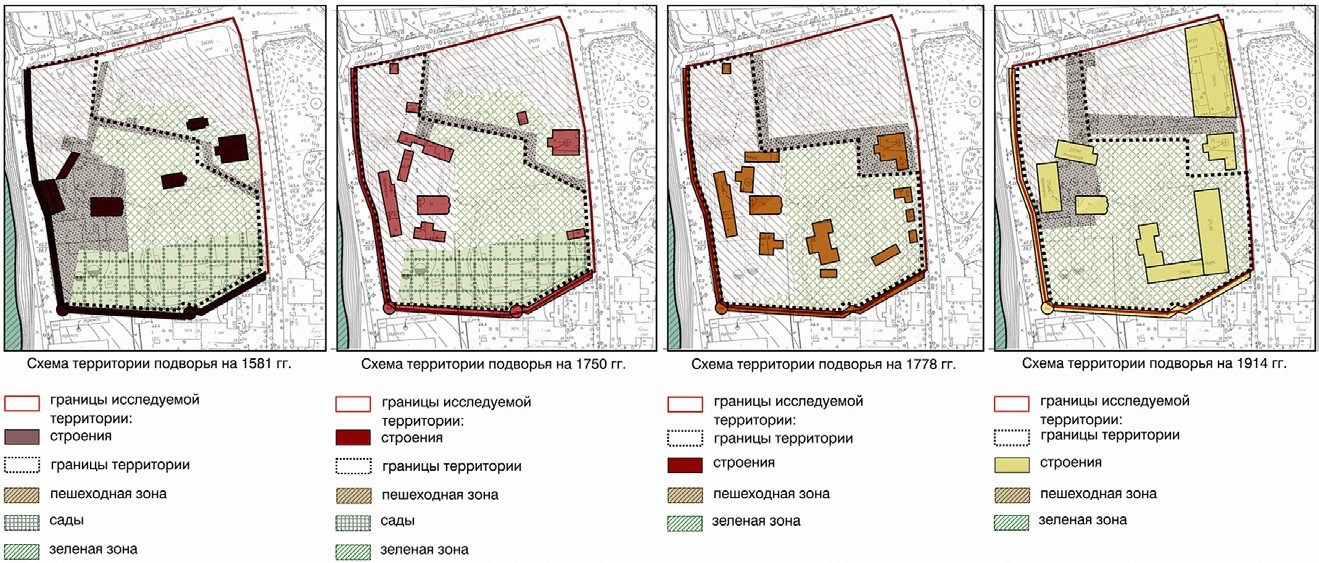 Схема территории подворья на 1581 гг.
границы исследуемой
территории:
строения
границы территории
пешеходная зона
сады
зеленая зона
Схема территории подворья на 1750 гг.
границы исследуемой
территории:
строения
границы территории
пешеходная зона
сады
зеленая зона
Схема территории подворья на 1778 гг.
границы исследуемой
территории:
границы территории
строения
пешеходная зона
зеленая зона
Схема территории подворья на 1914 гг.
границы исследуемой
территории:
границы территории
строения
пешеходная зона
зеленая зона